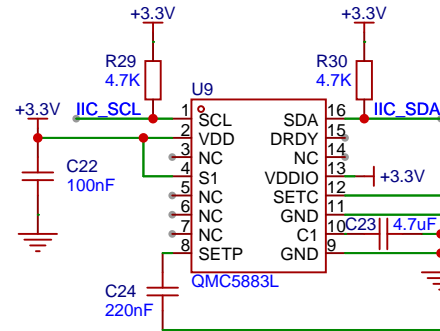 +3.3V
+3.3V
R29
4.7K
R30
4.7K
U9
IIC_SCL
IIC_SDA
+3.3V
1 SCL SDA 16
2 VDD DRDY 15
3 NC NC 14
4 S1 VDDIO 13
+3.3V
5 NC SETC 12
6 NC GND 11
7 NC C1 10
8 SETP GND 9
C22
100nF
C23 4.7uF
QMC5883L
C24
220nF